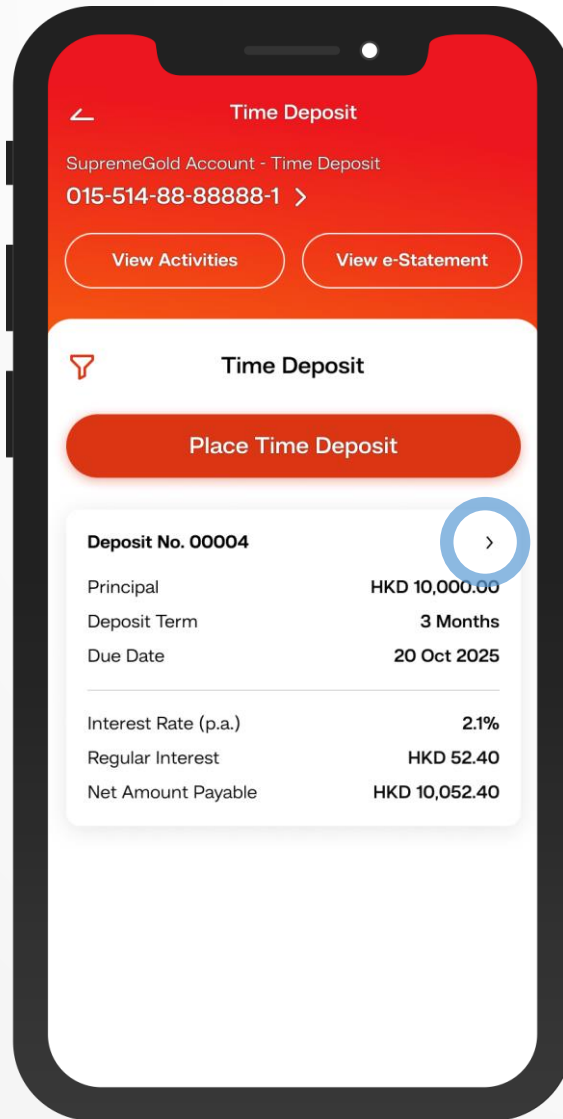 Time Deposit
SupremeGold Account - Time Deposit
015-514-88-88888-1
View Activities View e-Statement
Time Deposit
Place Time Deposit
Deposit No. 00004
Principal HKD 10,000.00
Deposit Term 3 Months
Due Date 20 Oct 2025
Interest Rate (p.a.) 2.1%
Regular Interest HKD 52.40
Net Amount Payable HKD 10,052.40